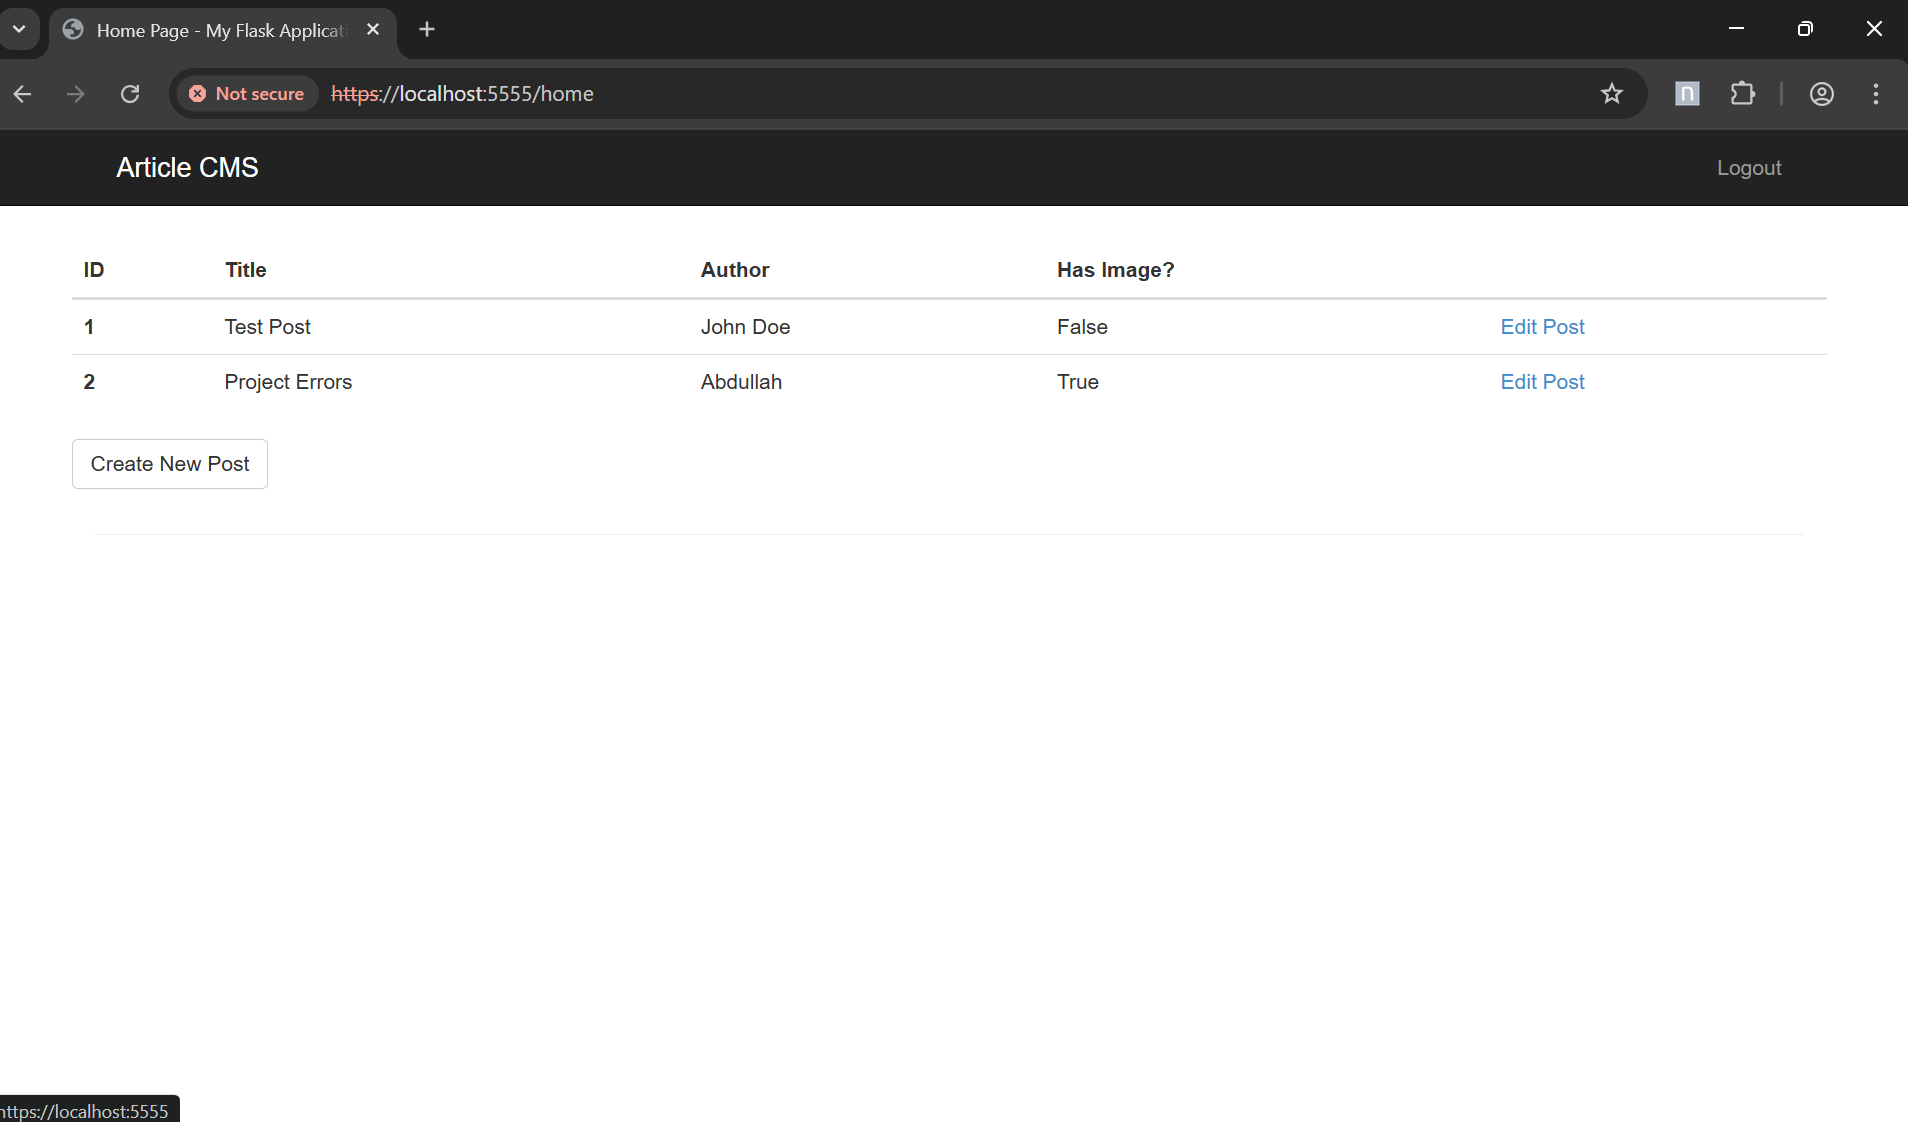 Home Page - My Flask Applicati
Not secure https://localhost:5555/home
n
Article CMS Logout
ID Title Author Has Image?
1 Test Post John Doe False Edit Post
2 Project Errors Abdullah True Edit Post
Create New Post
https://localhost:5555